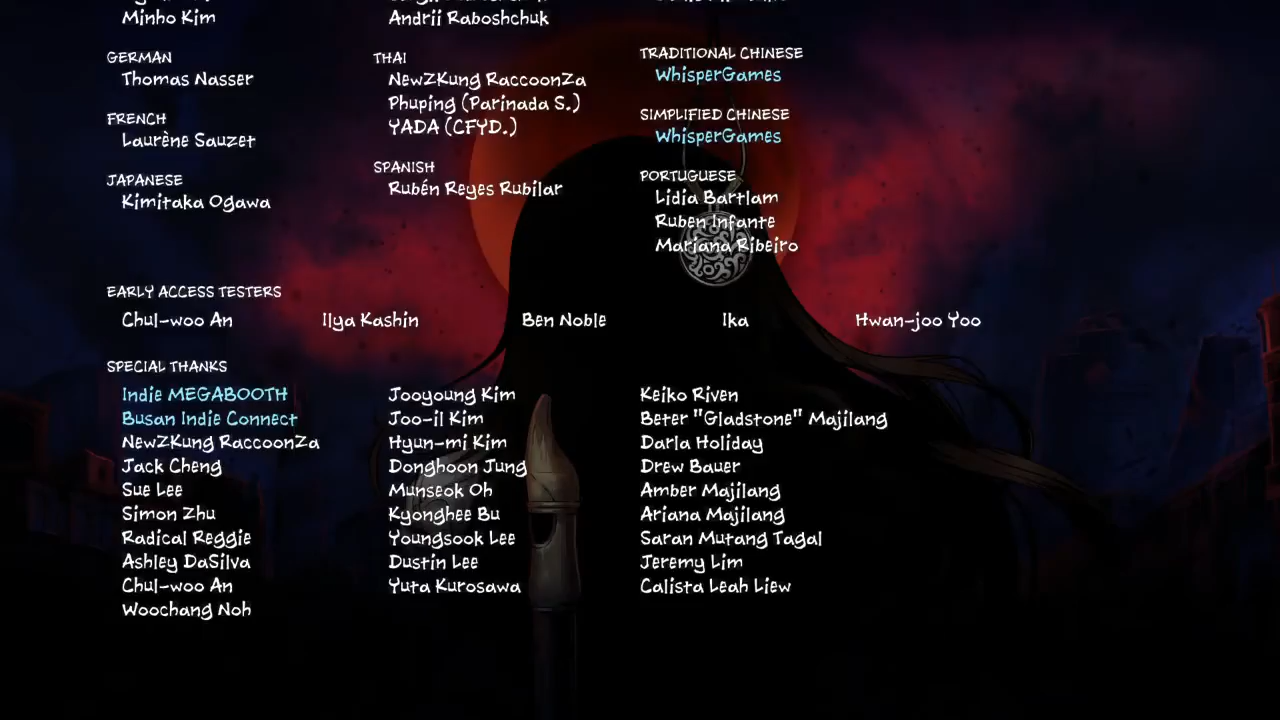 Minho Kim
GERMAN
Thomas Nasser
FRENCH
Laurène Sauzet
JAPANESE
Kimitaka Ogawa
Andrii Raboshchuk
THAI
NewZKung RaccoonZa
Phuping (Parinada S.)
YADA (CFYD.)
SPANISH
Rubén Reyes Rubilar
TRADITIONAL CHINESE
WhisperGames
SIMPLIFIED CHINESE
WhisperGames
PORTUGUESE
Lidia Bartlam
Ruben Infante
Mariana Ribeiro
EARLY ACCESS TESTERS
Chul-woo An Ilya Kashin Ben Noble Ika Hwan-joo Yoo
SPECIAL THANKS
Indie MEGABOOTH
Busan Indie Connect
NewZKung RaccoonZa
Jack Cheng
Sue Lee
Simon Zhu
Radical Reggie
Ashley DaSilva
Chul-woo An
Woochang Noh
Jooyoung Kim
Joo-il Kim
Hyun-mi Kim
Donghoon Jung
Munseok Oh
Kyonghee Bu
Youngsook Lee
Dustin Lee
Yuta Kurosawa
Keiko Riven
Beter "Gladstone" Majilang
Darla Holiday
Drew Bauer
Amber Majilang
Ariana Majilang
Saran Mutang Tagal
Jeremy Lim
Calista Leah Liew